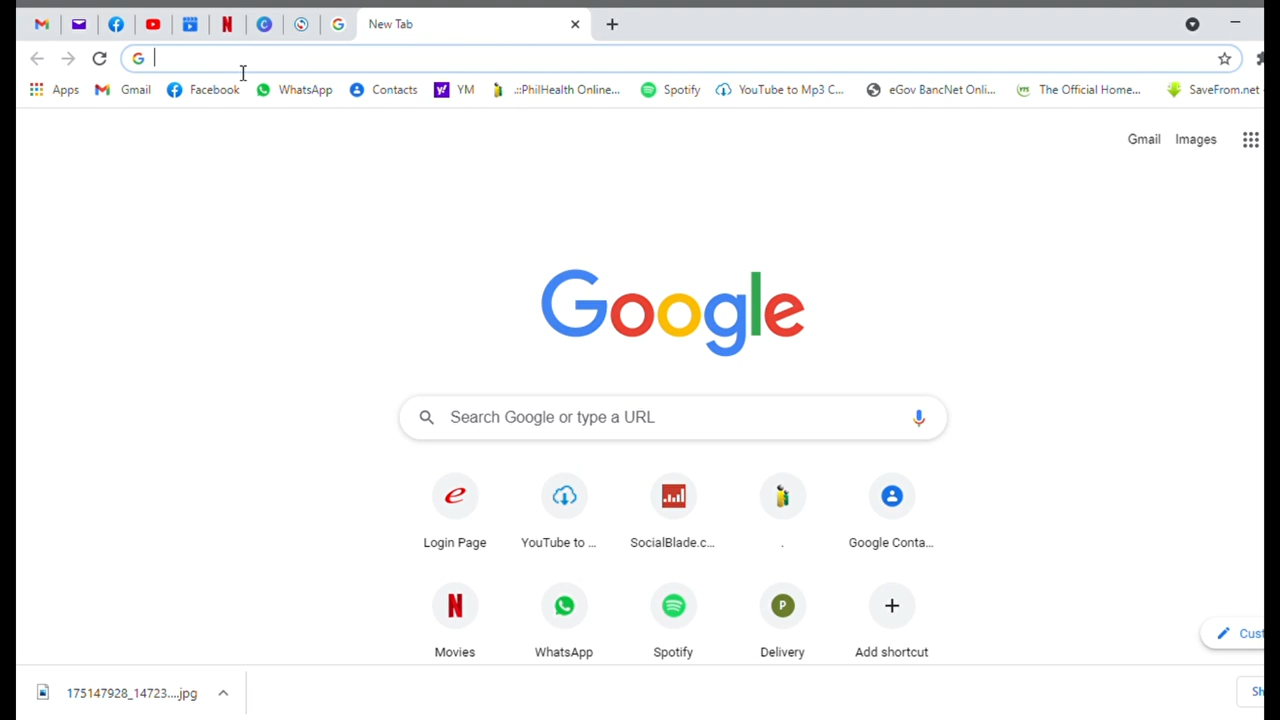 New Tab
Apps Gmail Facebook WhatsApp Contacts YM .::PhilHealth Online... Spotify YouTube to Mp3 C... eGov BancNet Onli... The Official Home... SaveFrom.net
Gmail Images
Google
Search Google or type a URL
Login Page YouTube to ... SocialBlade.c... . Google Conta...
P
Movies WhatsApp Spotify Delivery Add shortcut
Cust
175147928_14723....jpg
Sh